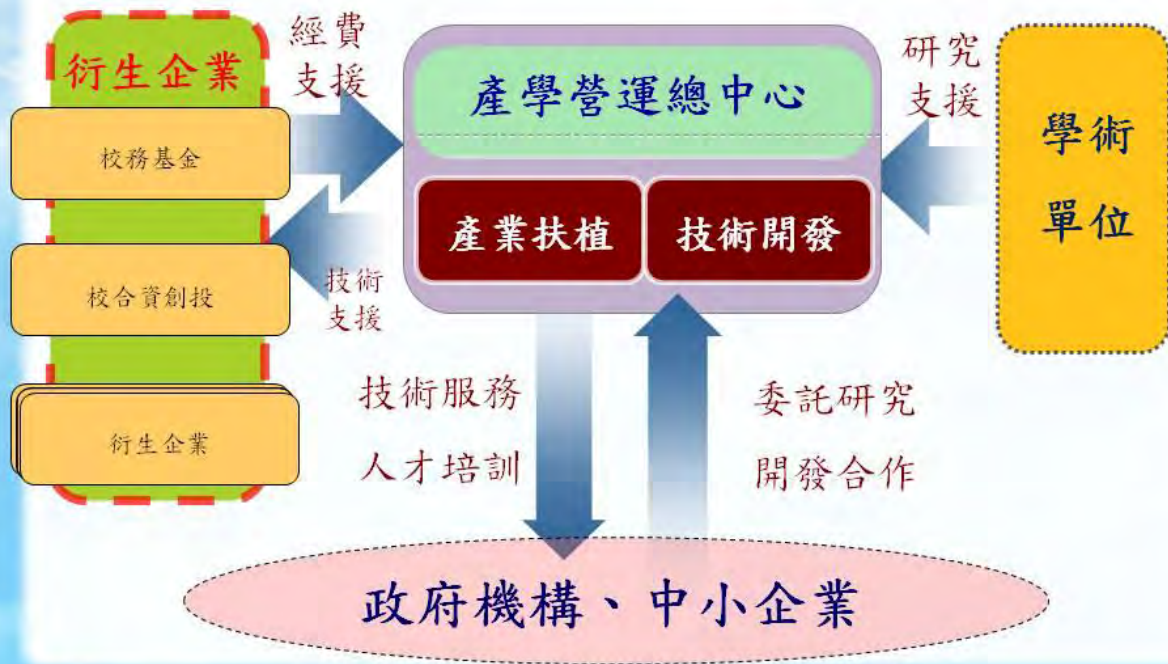 衍生企業
校務基金
校合資創投
衍生企業
經費
支援
技術
支援
產學營運總中心
產業扶植
技術開發
研究
支援
學術
單位
技術服務
人才培訓
委託研究
開發合作
政府機構、中小企業